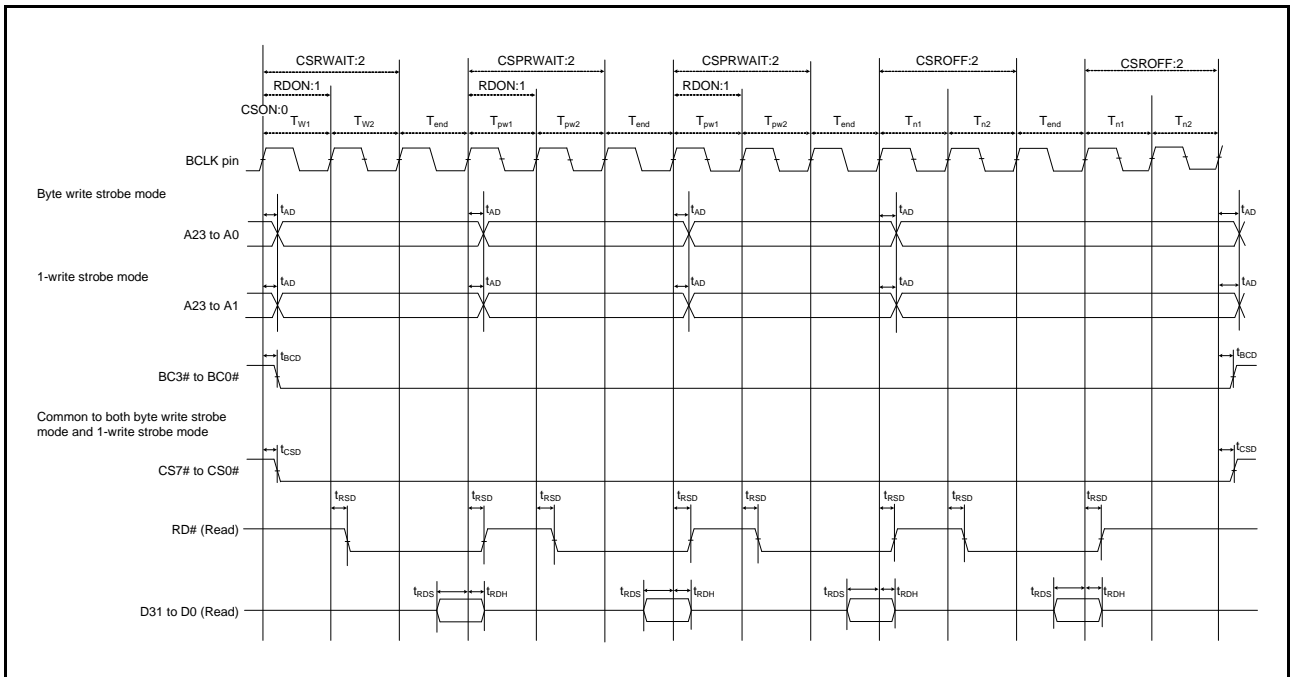 CSRWAIT:2 CSPRWAIT:2 CSPRWAIT:2 CSROFF:2 CSROFF:2
RDON:1 RDON:1 RDON:1
CSON:0
TW1 TW2 Tend Tpw1 Tpw2 Tend Tpw1 Tpw2 Tend Tn1 Tn2 Tend Tn1 Tn2
BCLK pin
Byte write strobe mode
tAD tAD tAD tAD tAD
A23 to A0
1-write strobe mode
tAD tAD tAD tAD tAD
A23 to A1
tBCD tBCD
BC3# to BC0#
Common to both byte write strobe
mode and 1-write strobe mode
tCSD tCSD
CS7# to CS0#
tRSD tRSD tRSD tRSD tRSD tRSD tRSD tRSD
RD# (Read)
tRDS tRDH tRDS tRDH tRDS tRDH tRDS tRDH
D31 to D0 (Read)